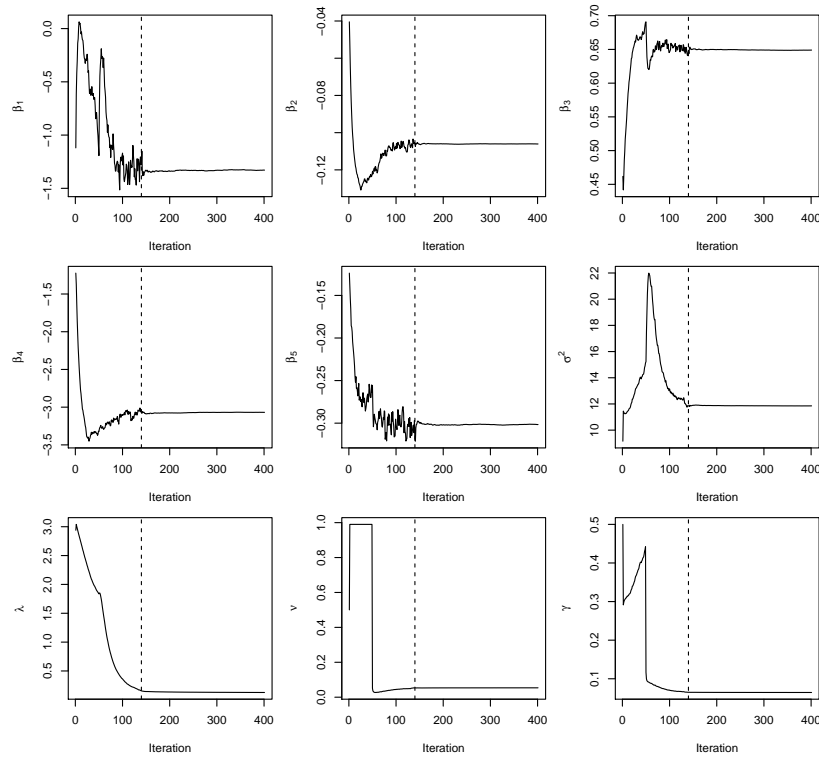 β1
0.0
−0.5
−1.0
−1.5
0 100 200 300 400
Iteration
β2
−0.04
−0.08
−0.12
0 100 200 300 400
Iteration
β3
0.70
0.65
0.60
0.55
0.50
0.45
0 100 200 300 400
Iteration
β4
−1.5
−2.0
−2.5
−3.0
−3.5
0 100 200 300 400
Iteration
β5
−0.15
−0.20
−0.25
−0.30
0 100 200 300 400
Iteration
σ2
22
20
18
16
14
12
10
0 100 200 300 400
Iteration
λ
3.0
2.5
2.0
1.5
1.0
0.5
0 100 200 300 400
Iteration
ν
1.0
0.8
0.6
0.4
0.2
0.0
0 100 200 300 400
Iteration
γ
0.5
0.4
0.3
0.2
0.1
0 100 200 300 400
Iteration